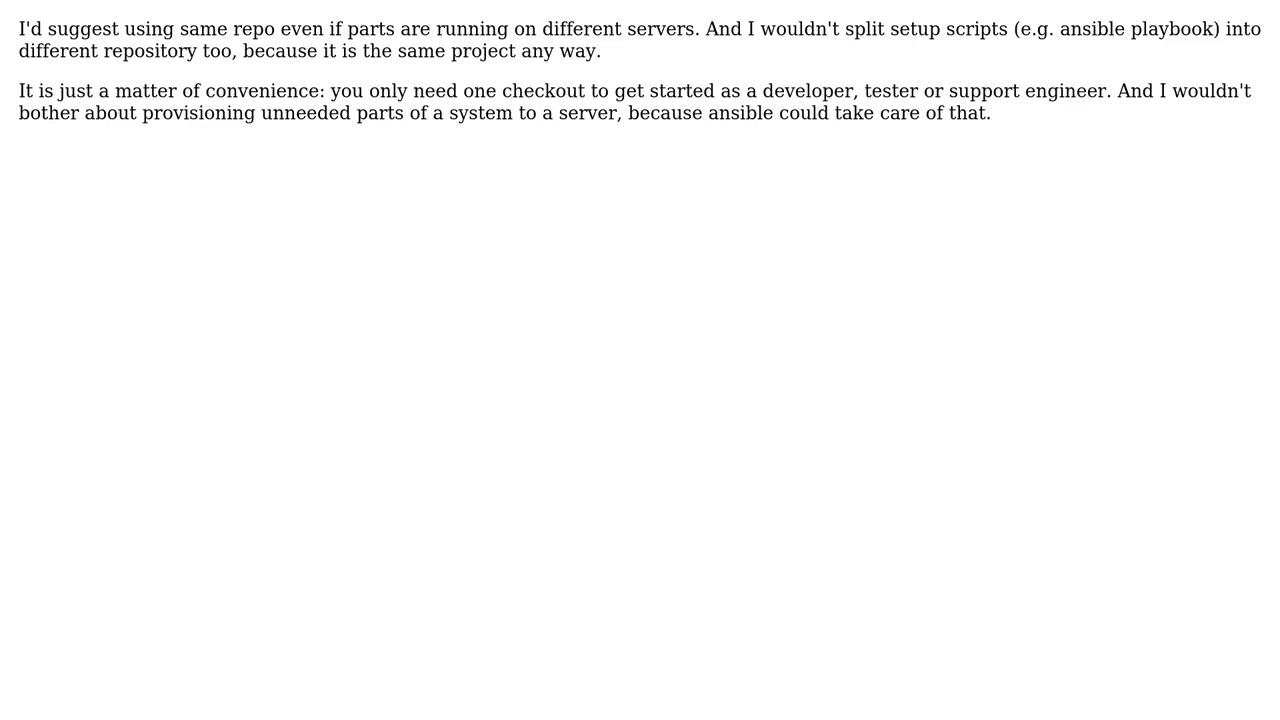 I'd suggest using same repo even if parts are running on different servers. And I wouldn't split setup scripts (e.g. ansible playbook) into
different repository too, because it is the same project any way.
It is just a matter of convenience: you only need one checkout to get started as a developer, tester or support engineer. And I wouldn't
bother about provisioning unneeded parts of a system to a server, because ansible could take care of that.